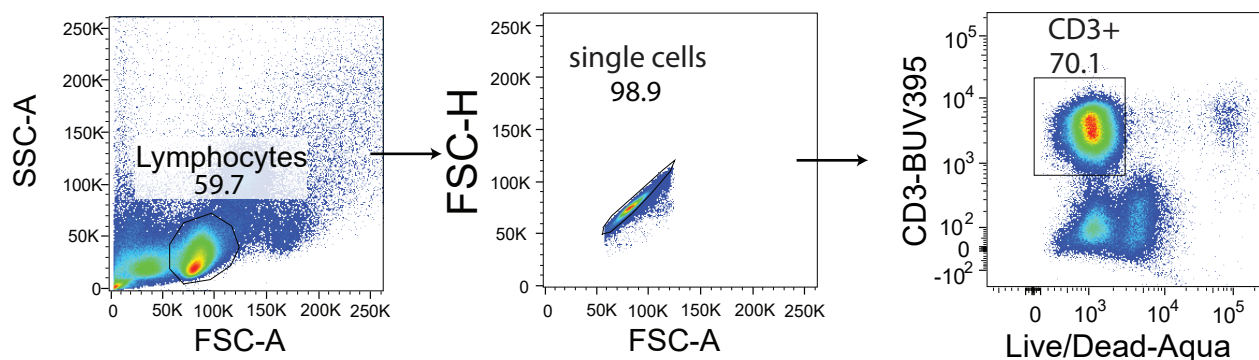 250K
200K
150K
100K
50K
0
SSC-A
Lymphocytes
59.7
0 50K 100K 150K 200K 250K
FSC-A
250K
200K
150K
100K
50K
0
FSC-H
single cells
98.9
0 50K 100K 150K 200K 250K
FSC-A
10^5
10^4
10^3
10^2
0
-10^2
CD3-BUV395
CD3+
70.1
0 10^3 10^4 10^5
Live/Dead-Aqua